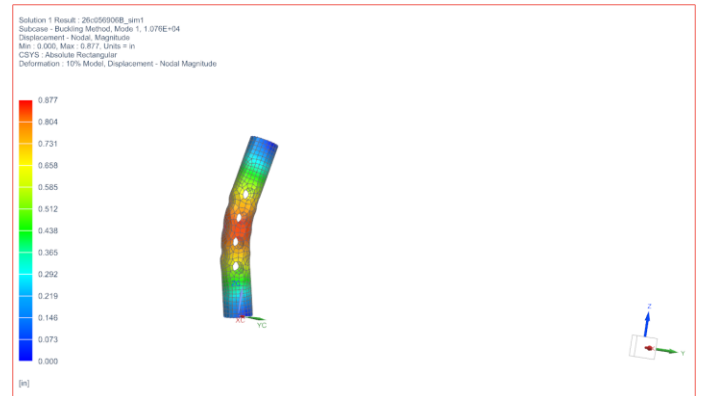 Solution 1 Result : 26c056906B_sim1
Subcase - Buckling Method, Mode 1, 1.076E+04
Displacement - Nodal, Magnitude
Min : 0.000, Max : 0.877, Units = in
CSYS : Absolute Rectangular
Deformation : 10% Model, Displacement - Nodal Magnitude
0.877
0.804
0.731
0.658
0.585
0.512
0.438
0.365
0.292
0.219
0.146
0.073
0.000
[in]
XC
YC
Z
Y